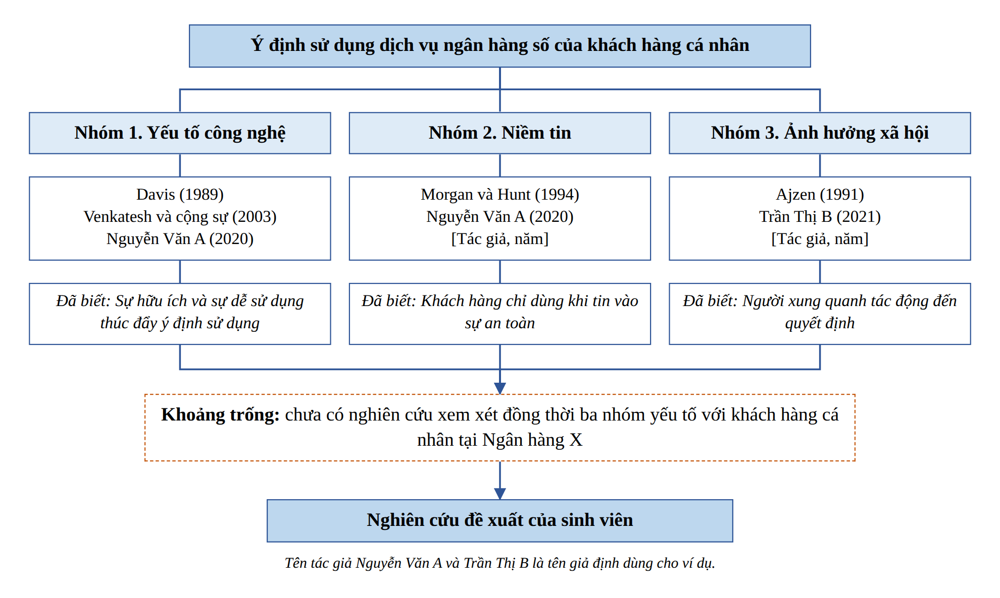 Ý định sử dụng dịch vụ ngân hàng số của khách hàng cá nhân
Nhóm 1. Yếu tố công nghệ
Nhóm 2. Niềm tin
Nhóm 3. Ảnh hưởng xã hội
Davis (1989)
Venkatesh và cộng sự (2003)
Nguyễn Văn A (2020)
Morgan và Hunt (1994)
Nguyễn Văn A (2020)
[Tác giả, năm]
Ajzen (1991)
Trần Thị B (2021)
[Tác giả, năm]
Đã biết: Sự hữu ích và sự dễ sử dụng
thúc đẩy ý định sử dụng
Đã biết: Khách hàng chỉ dùng khi tin vào
sự an toàn
Đã biết: Người xung quanh tác động đến
quyết định
Khoảng trống: chưa có nghiên cứu xem xét đồng thời ba nhóm yếu tố với khách hàng cá
nhân tại Ngân hàng X
Nghiên cứu đề xuất của sinh viên
Tên tác giả Nguyễn Văn A và Trần Thị B là tên giả định dùng cho ví dụ.